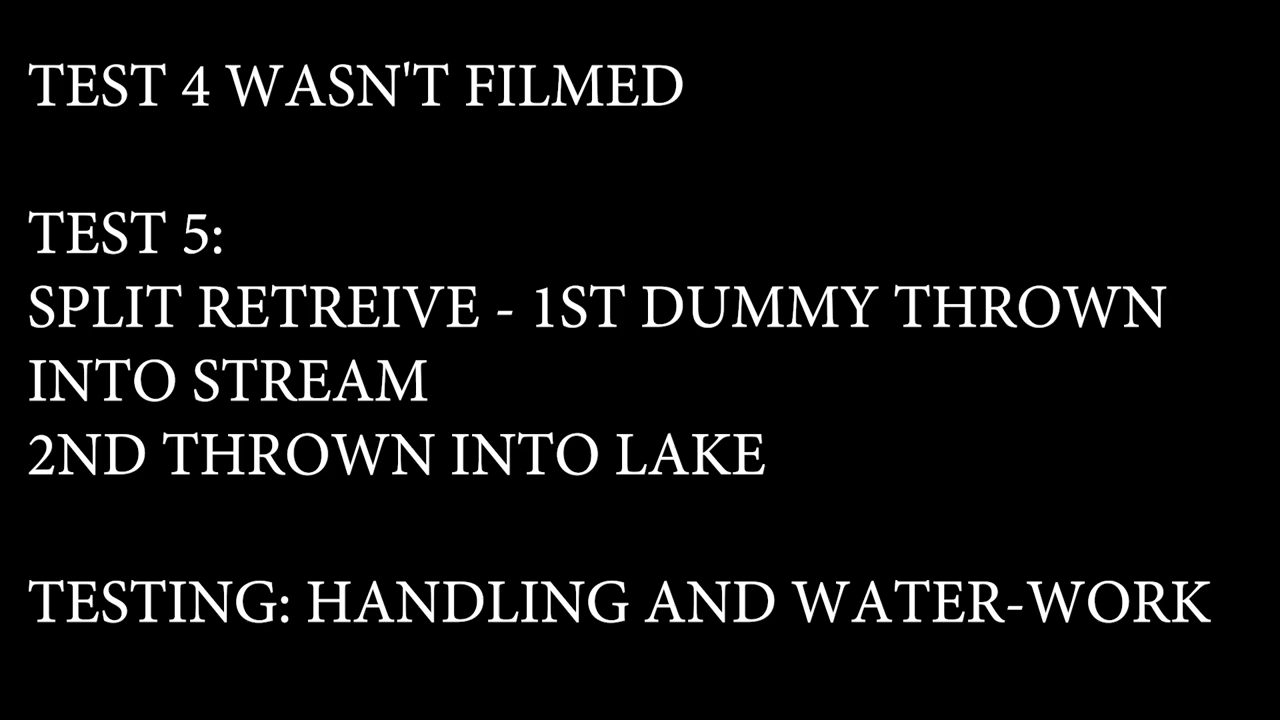 TEST 4 WASN'T FILMED
TEST 5:
SPLIT RETREIVE - 1ST DUMMY THROWN
INTO STREAM
2ND THROWN INTO LAKE
TESTING: HANDLING AND WATER-WORK